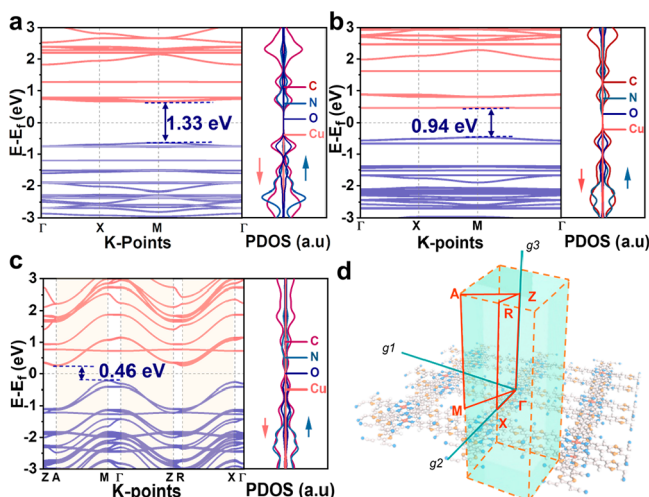 a
3
2
1
0
-1
-2
-3
E-Ef (eV)
1.33 eV
Γ X M Γ
K-Points
C
N
O
Cu
PDOS (a.u)
b
3
2
1
0
-1
-2
-3
E-Ef (eV)
0.94 eV
Γ X M Γ
K-Points
C
N
O
Cu
PDOS (a.u)
c
3
2
1
0
-1
-2
-3
E-Ef (eV)
0.46 eV
Z A M Γ Z R X Γ
K-points
C
N
O
Cu
PDOS (a.u)
d
g3
A
Z
R
g1
Γ
M
X
g2